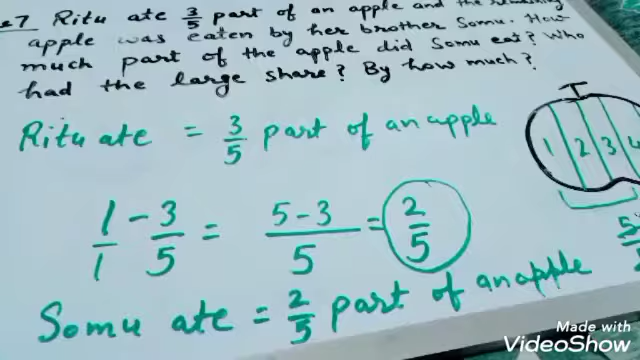 7 Ritu ate 3/5 part of an apple and the remaining
apple was eaten by her brother Somu. How
much part of the apple did Somu eat? Who
had the large share? By how much?
Ritu ate = 3/5 part of an apple
1 2 3 4
1/1 - 3/5 = 5-3/5 = 2/5
Somu ate = 2/5 part of an apple
Made with
VideoShow